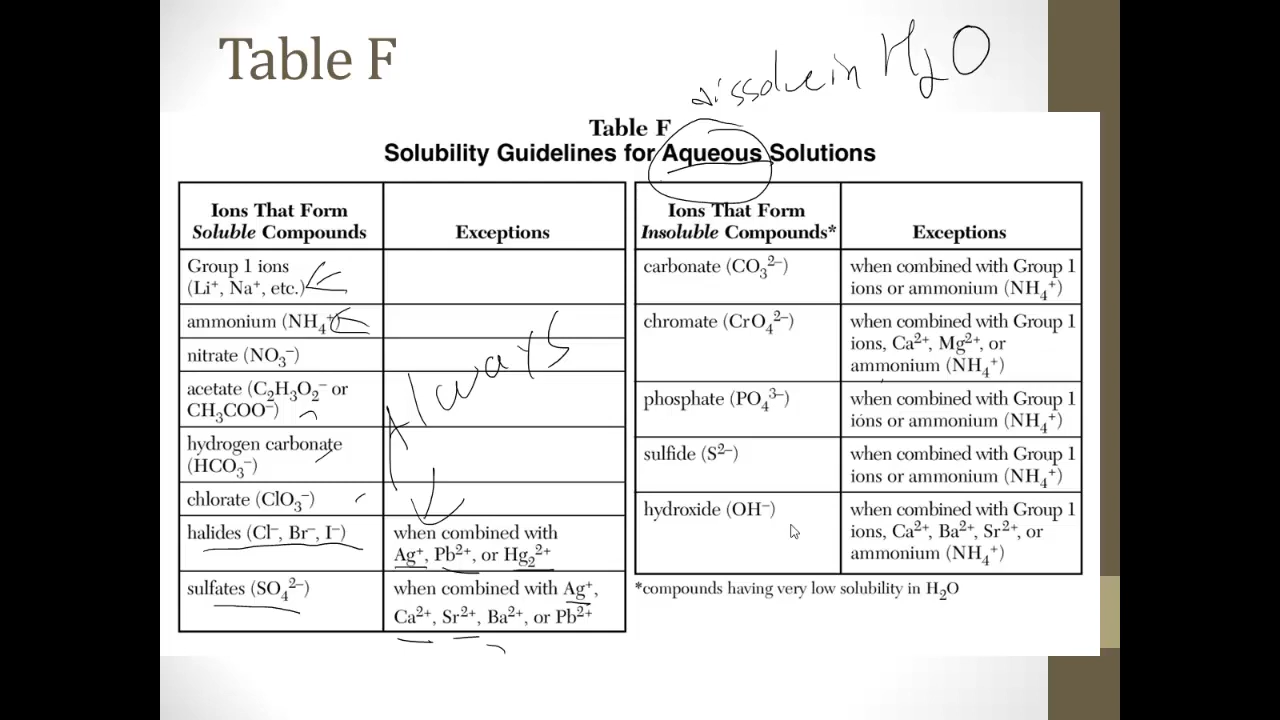 Table F
dissolve in H₂O
Table F
Solubility Guidelines for Aqueous Solutions
Ions That Form
Soluble Compounds
Exceptions
Group 1 ions
(Li⁺, Na⁺, etc.)
ammonium (NH₄⁺)
nitrate (NO₃⁻)
acetate (C₂H₃O₂⁻ or
CH₃COO⁻)
hydrogen carbonate
(HCO₃⁻)
chlorate (ClO₃⁻)
Always
halides (Cl⁻, Br⁻, I⁻)
when combined with
Ag⁺, Pb²⁺, or Hg₂²⁺
sulfates (SO₄²⁻)
when combined with Ag⁺,
Ca²⁺, Sr²⁺, Ba²⁺, or Pb²⁺
Ions That Form
Insoluble Compounds*
Exceptions
carbonate (CO₃²⁻)
when combined with Group 1
ions or ammonium (NH₄⁺)
chromate (CrO₄²⁻)
when combined with Group 1
ions, Ca²⁺, Mg²⁺, or
ammonium (NH₄⁺)
phosphate (PO₄³⁻)
when combined with Group 1
ions or ammonium (NH₄⁺)
sulfide (S²⁻)
when combined with Group 1
ions or ammonium (NH₄⁺)
hydroxide (OH⁻)
when combined with Group 1
ions, Ca²⁺, Ba²⁺, Sr²⁺, or
ammonium (NH₄⁺)
*compounds having very low solubility in H₂O